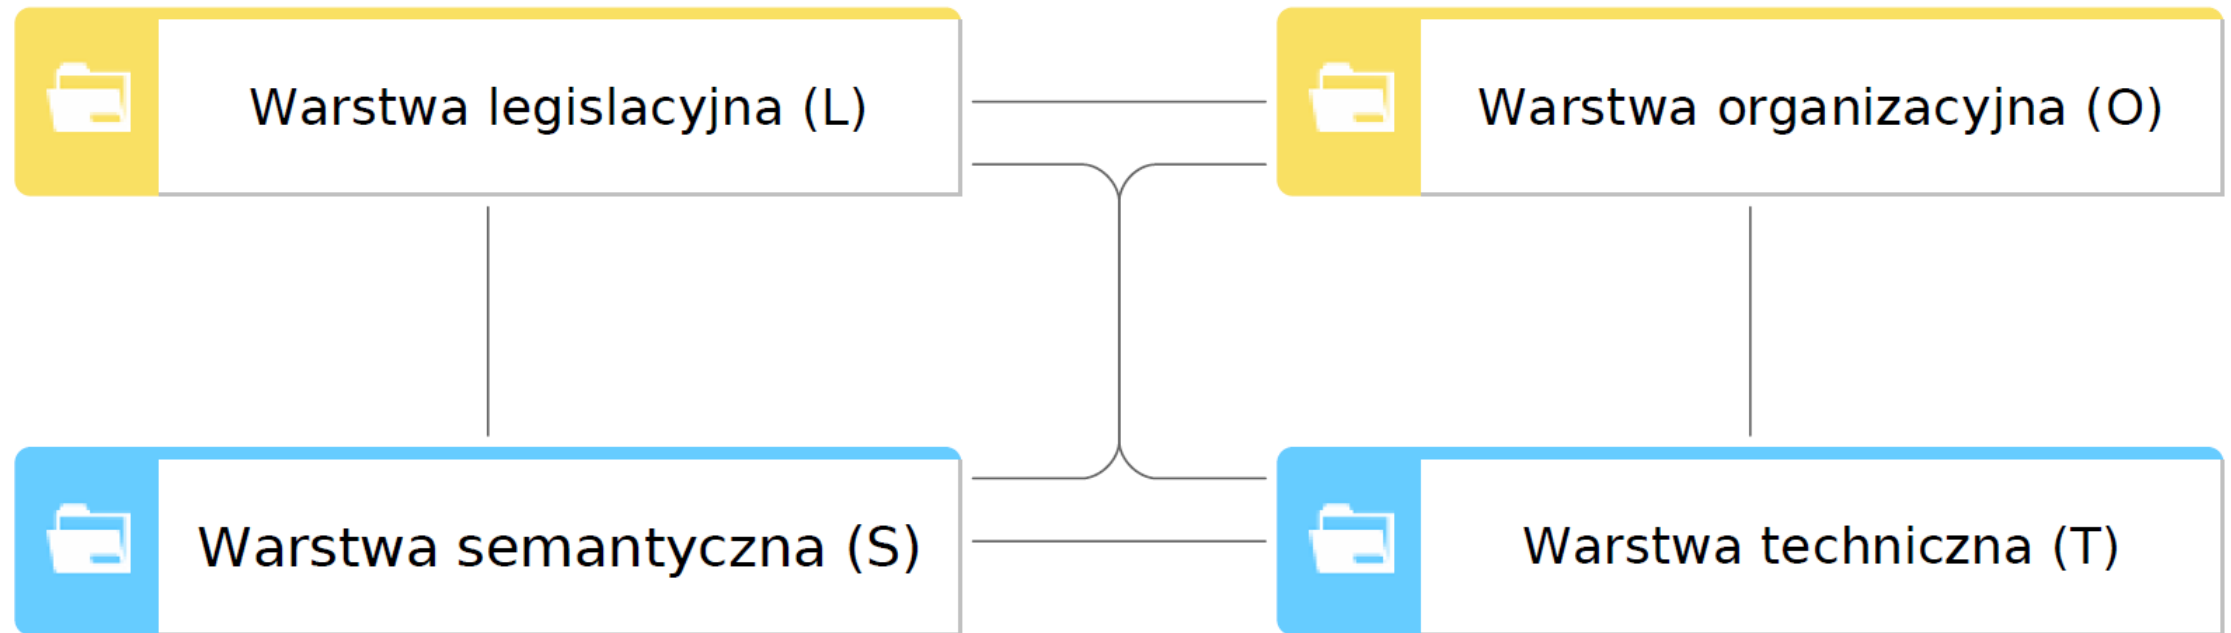 Warstwa legislacyjna (L)
Warstwa organizacyjna (O)
Warstwa semantyczna (S)
Warstwa techniczna (T)